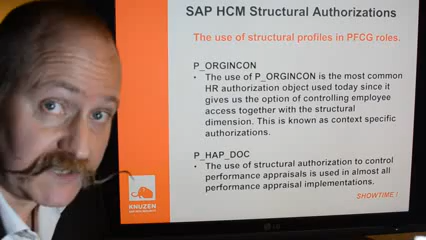 SAP HCM Structural Authorizations
The use of structural profiles in PFCG roles.
P_ORGINCON
• The use of P_ORGINCON is the most common
HR authorization object used today since it
gives us the option of controlling employee
access together with the structural
dimension. This is known as context
specific authorizations.
P_HAP_DOC
• The use of structural authorization to control
performance appraisals is used in almost all
performance appraisal implementations.
KNUZEN
SHOWTIME !
LG